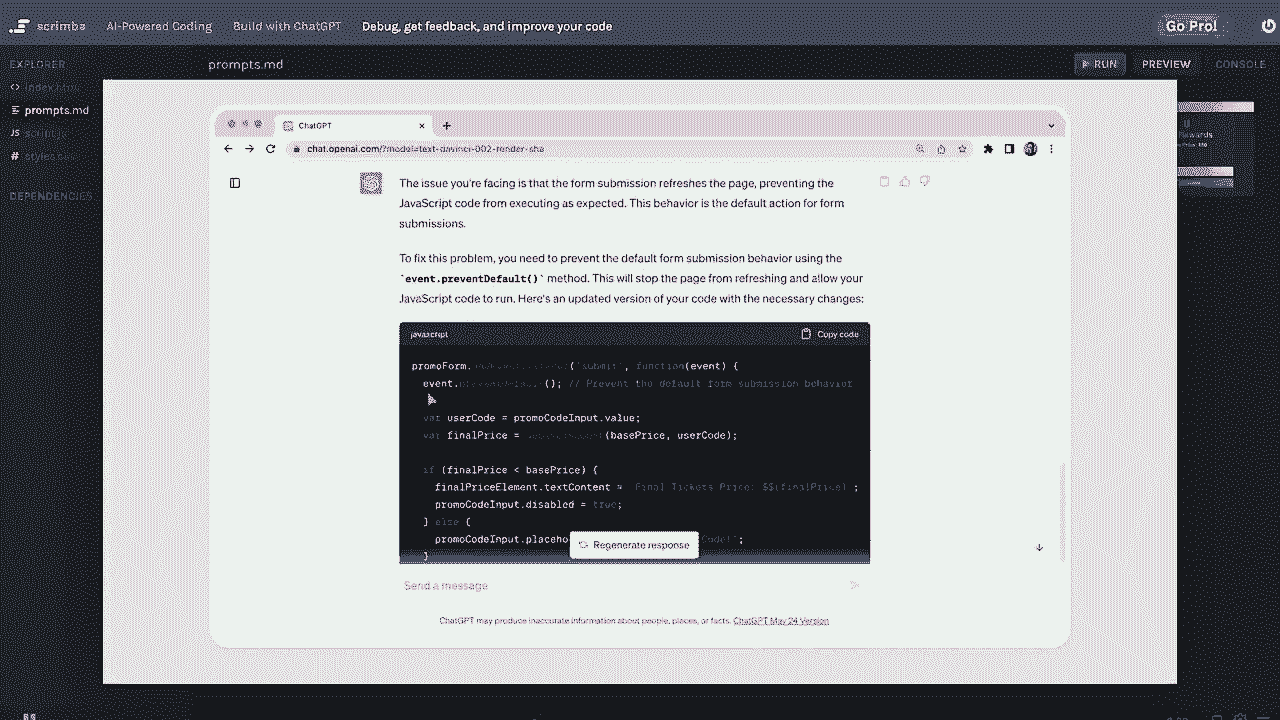 scrimba AI-Powered Coding Build with ChatGPT Debug, get feedback, and improve your code Go Pro!
EXPLORER prompts.md RUN PREVIEW CONSOLE
index.html
prompts.md
script.js
styles.css
DEPENDENCIES
ChatGPT
chat.openai.com/?model=text-davinci-002-render-sha
Rewards
The issue you're facing is that the form submission refreshes the page, preventing the
JavaScript code from executing as expected. This behavior is the default action for form
submissions.
To fix this problem, you need to prevent the default form submission behavior using the
`event.preventDefault()` method. This will stop the page from refreshing and allow your
JavaScript code to run. Here's an updated version of your code with the necessary changes:
javascript Copy code
promoForm. ('submit', function(event) {
event.preventDefault(); // Prevent the default form submission behavior
var userCode = promoCodeInput.value;
var finalPrice = (basePrice, userCode);
if (finalPrice < basePrice) {
finalPriceElement.textContent = `Final Tickets Price: $${finalPrice}`;
promoCodeInput.disabled = true;
} else {
promoCodeInput.placeho Code!";
}
Regenerate response
Send a message
ChatGPT may produce inaccurate information about people, places, or facts. ChatGPT May 24 Version